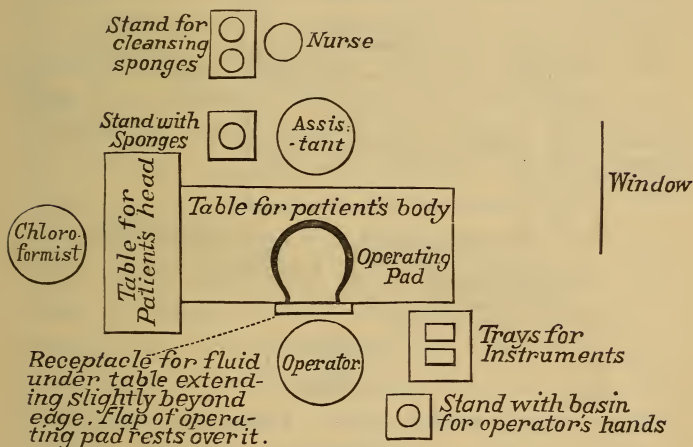 Stand for
cleansing
sponges
Nurse
Stand with
Sponges
Assis-
-tant
Window
Chloro-
formist
Table for
Patient's head
Table for patient's body
Operating
Pad
Operator
Trays for
Instruments
Receptacle for fluid
under table extend-
ing slightly beyond
edge. flap of opera-
ting pad rests over it.
Stand with basin
for operator's hands